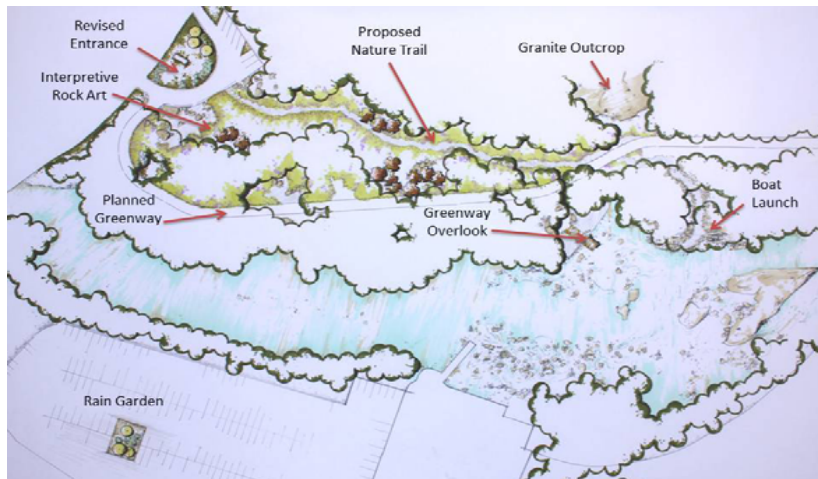 Revised
Entrance
Proposed
Nature Trail
Granite Outcrop
Interpretive
Rock Art
Planned
Greenway
Greenway
Overlook
Boat
Launch
Rain Garden